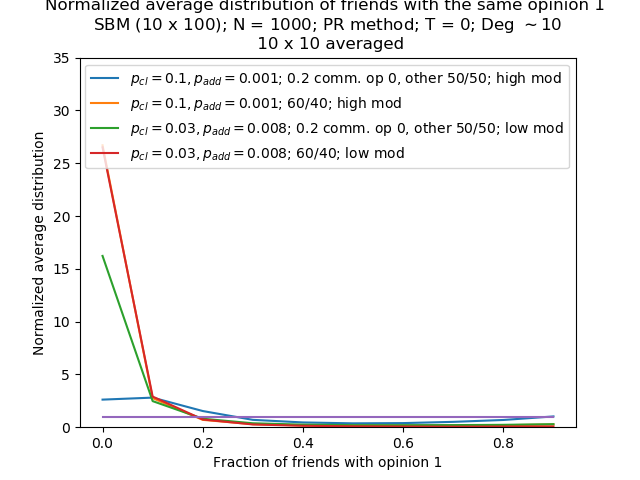 Normalized average distribution of friends with the same opinion 1
SBM (10 x 100); N = 1000; PR method; T = 0; Deg ∼10
10 x 10 averaged
35
30
25
20
15
10
5
0
Normalized average distribution
p_cl = 0.1, p_add = 0.001; 0.2 comm. op 0, other 50/50; high mod
p_cl = 0.1, p_add = 0.001; 60/40; high mod
p_cl = 0.03, p_add = 0.008; 0.2 comm. op 0, other 50/50; low mod
p_cl = 0.03, p_add = 0.008; 60/40; low mod
0.0 0.2 0.4 0.6 0.8
Fraction of friends with opinion 1